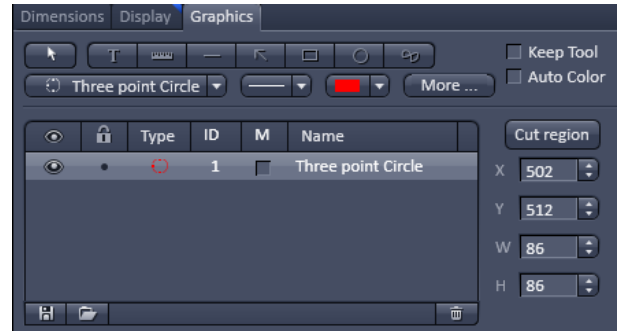 Dimensions Display Graphics
T Keep Tool
Three point Circle More ... Auto Color
Type ID M Name Cut region
1 Three point Circle X 502
Y 512
W 86
H 86